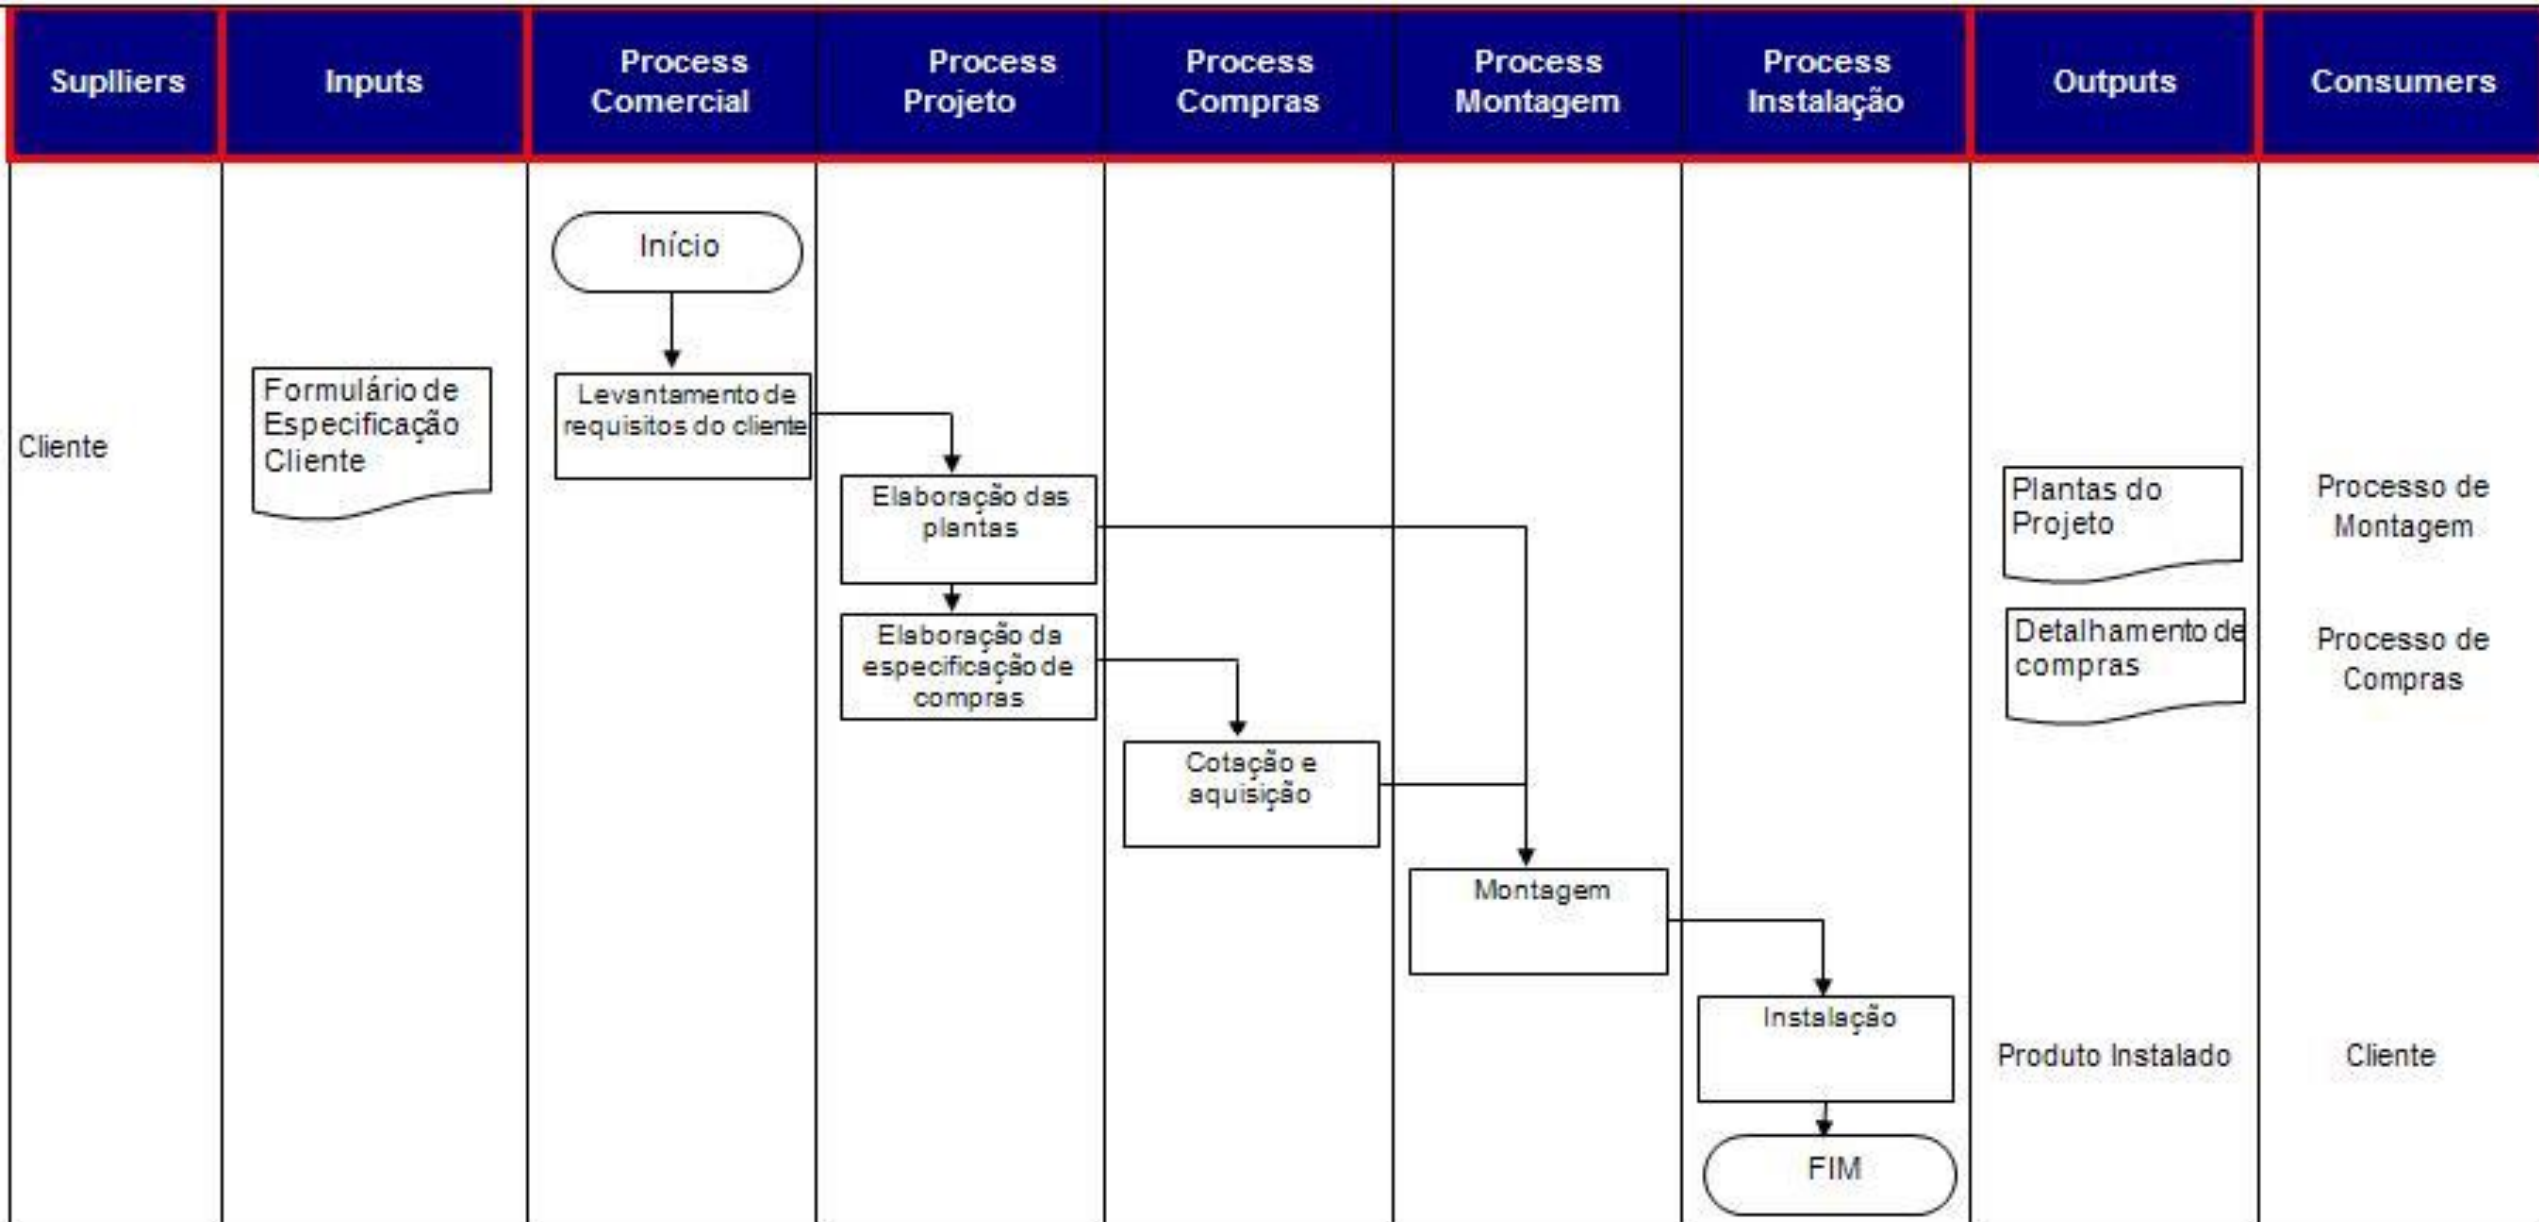 Suplliers
Inputs
Process
Comercial
Process
Projeto
Process
Compras
Process
Montagem
Process
Instalação
Outputs
Consumers
Início
Cliente
Formulário de
Especificação
Cliente
Levantamento de
requisitos do cliente
Elaboração das
plantas
Plantas do
Projeto
Processo de
Montagem
Elaboração da
especificação de
compras
Detalhamento de
compras
Processo de
Compras
Cotação e
aquisição
Montagem
Instalação
Produto Instalado
Cliente
FIM